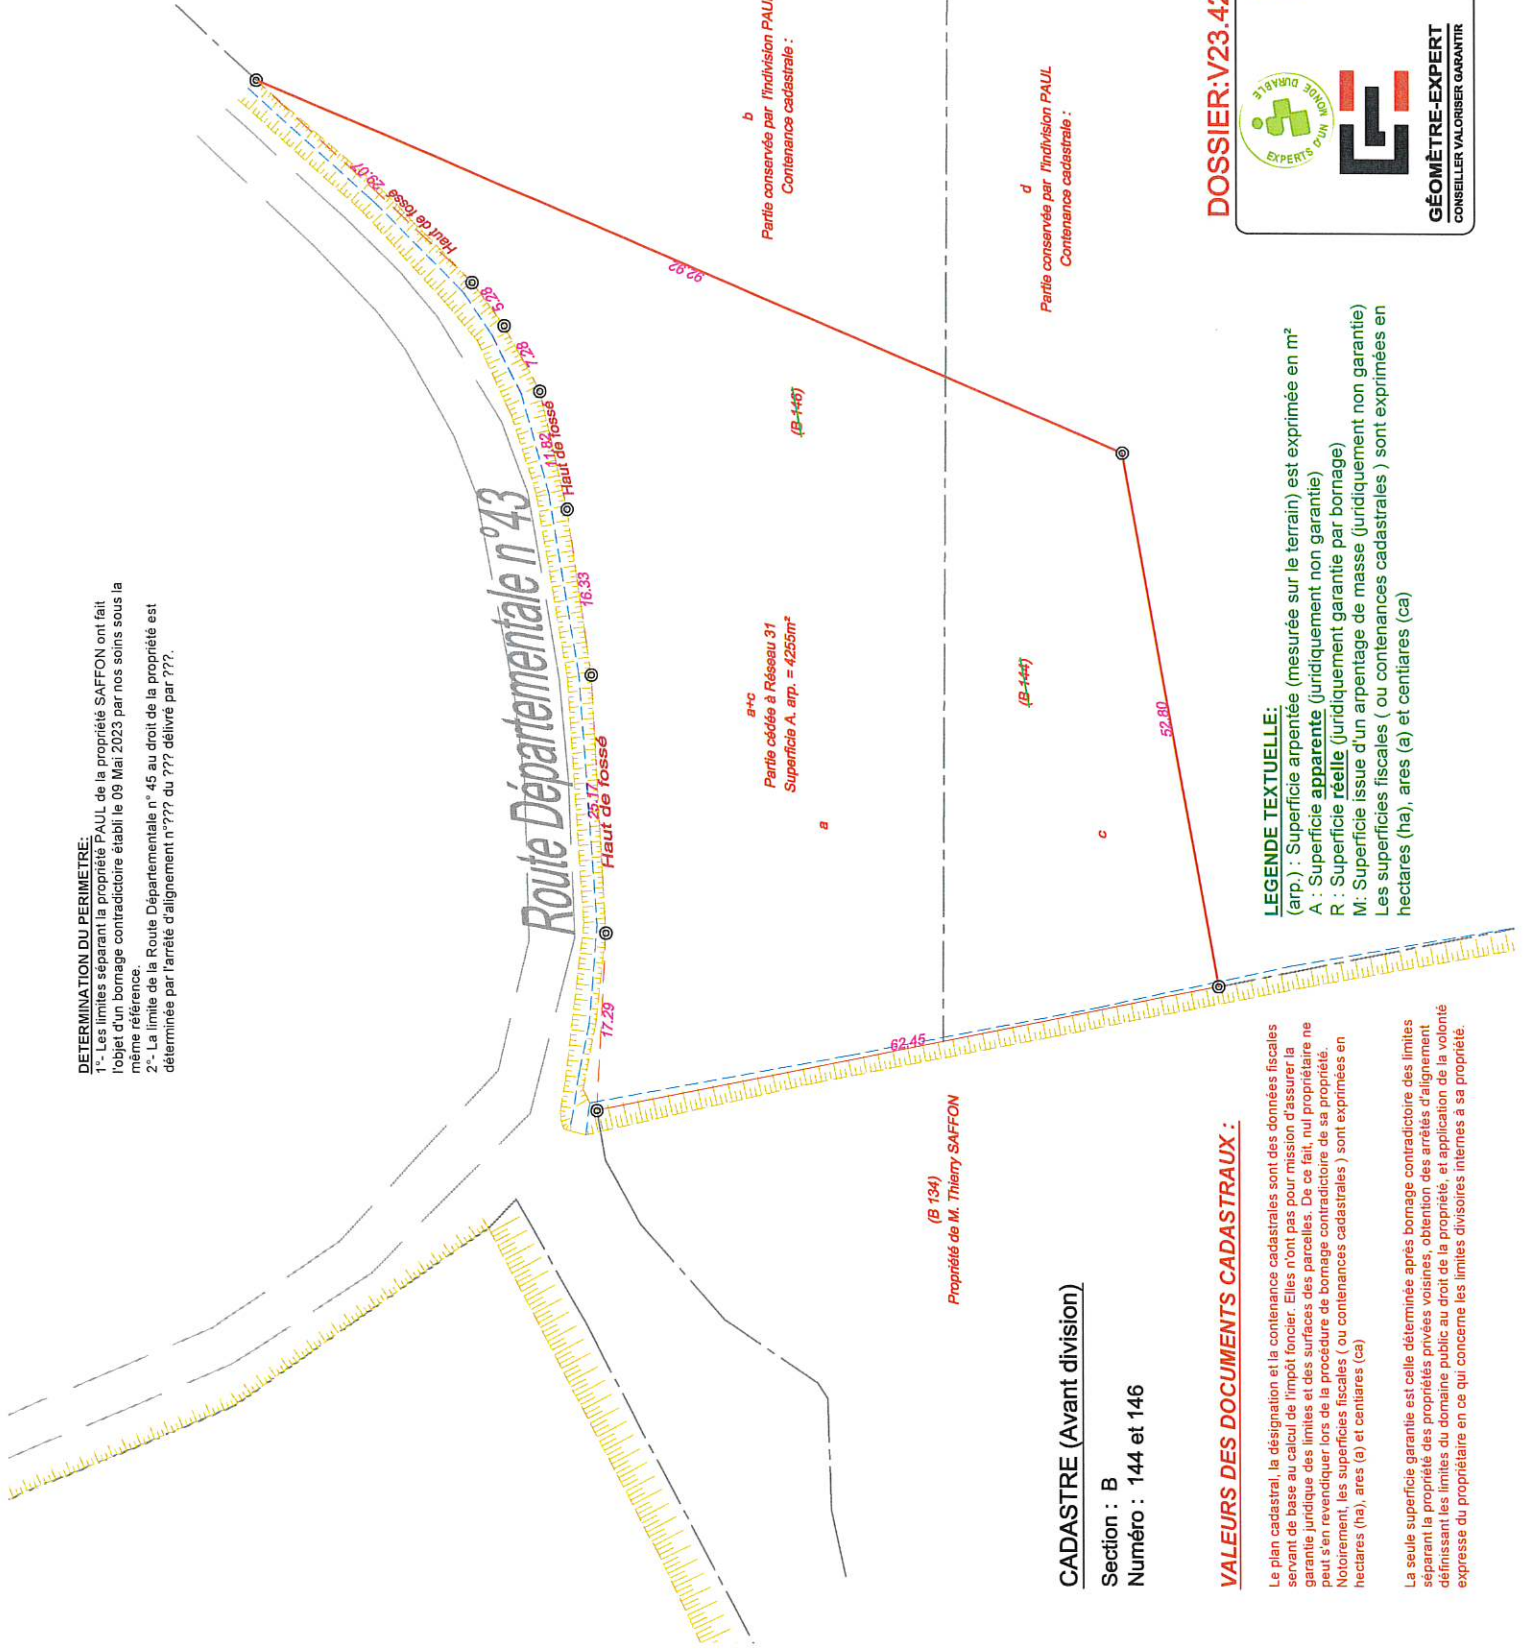 DETERMINATION DU PERIMETRE:
1°- Les limites séparant la propriété PAUL de la propriété SAFFON ont fait
l'objet d'un bornage contradictoire établi le 09 Mai 2023 par nos soins sous la
même référence.
2°- La limite de la Route Départementale n° 45 au droit de la propriété est
déterminée par l'arrêté d'alignement n°??? du ??? délivré par ???.
Route Départementale n°43
29.07
Haut de fossé
5.28
7.28
11.82
Haut de fossé
16.33
25.17
Haut de fossé
17.29
92.92
62.45
52.80
b
Partie conservée par l'indivision PAUL
Contenance cadastrale :
(B 146)
a+c
Partie cédée à Réseau 31
Superficie A. arp. = 4255m²
a
d
Partie conservée par l'indivision PAUL
Contenance cadastrale :
(B 144)
c
(B 134)
Propriété de M. Thierry SAFFON
CADASTRE (Avant division)
Section : B
Numéro : 144 et 146
VALEURS DES DOCUMENTS CADASTRAUX :
Le plan cadastral, la désignation et la contenance cadastrales sont des données fiscales
servant de base au calcul de l'impôt foncier. Elles n'ont pas pour mission d'assurer la
garantie juridique des limites et des surfaces des parcelles. De ce fait, nul propriétaire ne
peut s'en revendiquer lors de la procédure de bornage contradictoire de sa propriété.
Notoirement, les superficies fiscales ( ou contenances cadastrales ) sont exprimées en
hectares (ha), ares (a) et centiares (ca)
La seule superficie garantie est celle déterminée après bornage contradictoire des limites
séparant la propriété des propriétés privées voisines, obtention des arrêtés d'alignement
définissant les limites du domaine public au droit de la propriété, et application de la volonté
expresse du propriétaire en ce qui concerne les limites divisoires internes à sa propriété.
LEGENDE TEXTUELLE:
(arp.) : Superficie arpentée (mesurée sur le terrain) est exprimée en m²
A : Superficie apparente (juridiquement non garantie)
R : Superficie réelle (juridiquement garantie par bornage)
M: Superficie issue d'un arpentage de masse (juridiquement non garantie)
Les superficies fiscales ( ou contenances cadastrales ) sont exprimées en
hectares (ha), ares (a) et centiares (ca)
DOSSIER:V23.42
EXPERTS D'UN MONDE DURABLE
GÉOMÈTRE-EXPERT
CONSEILLER VALORISER GARANTIR